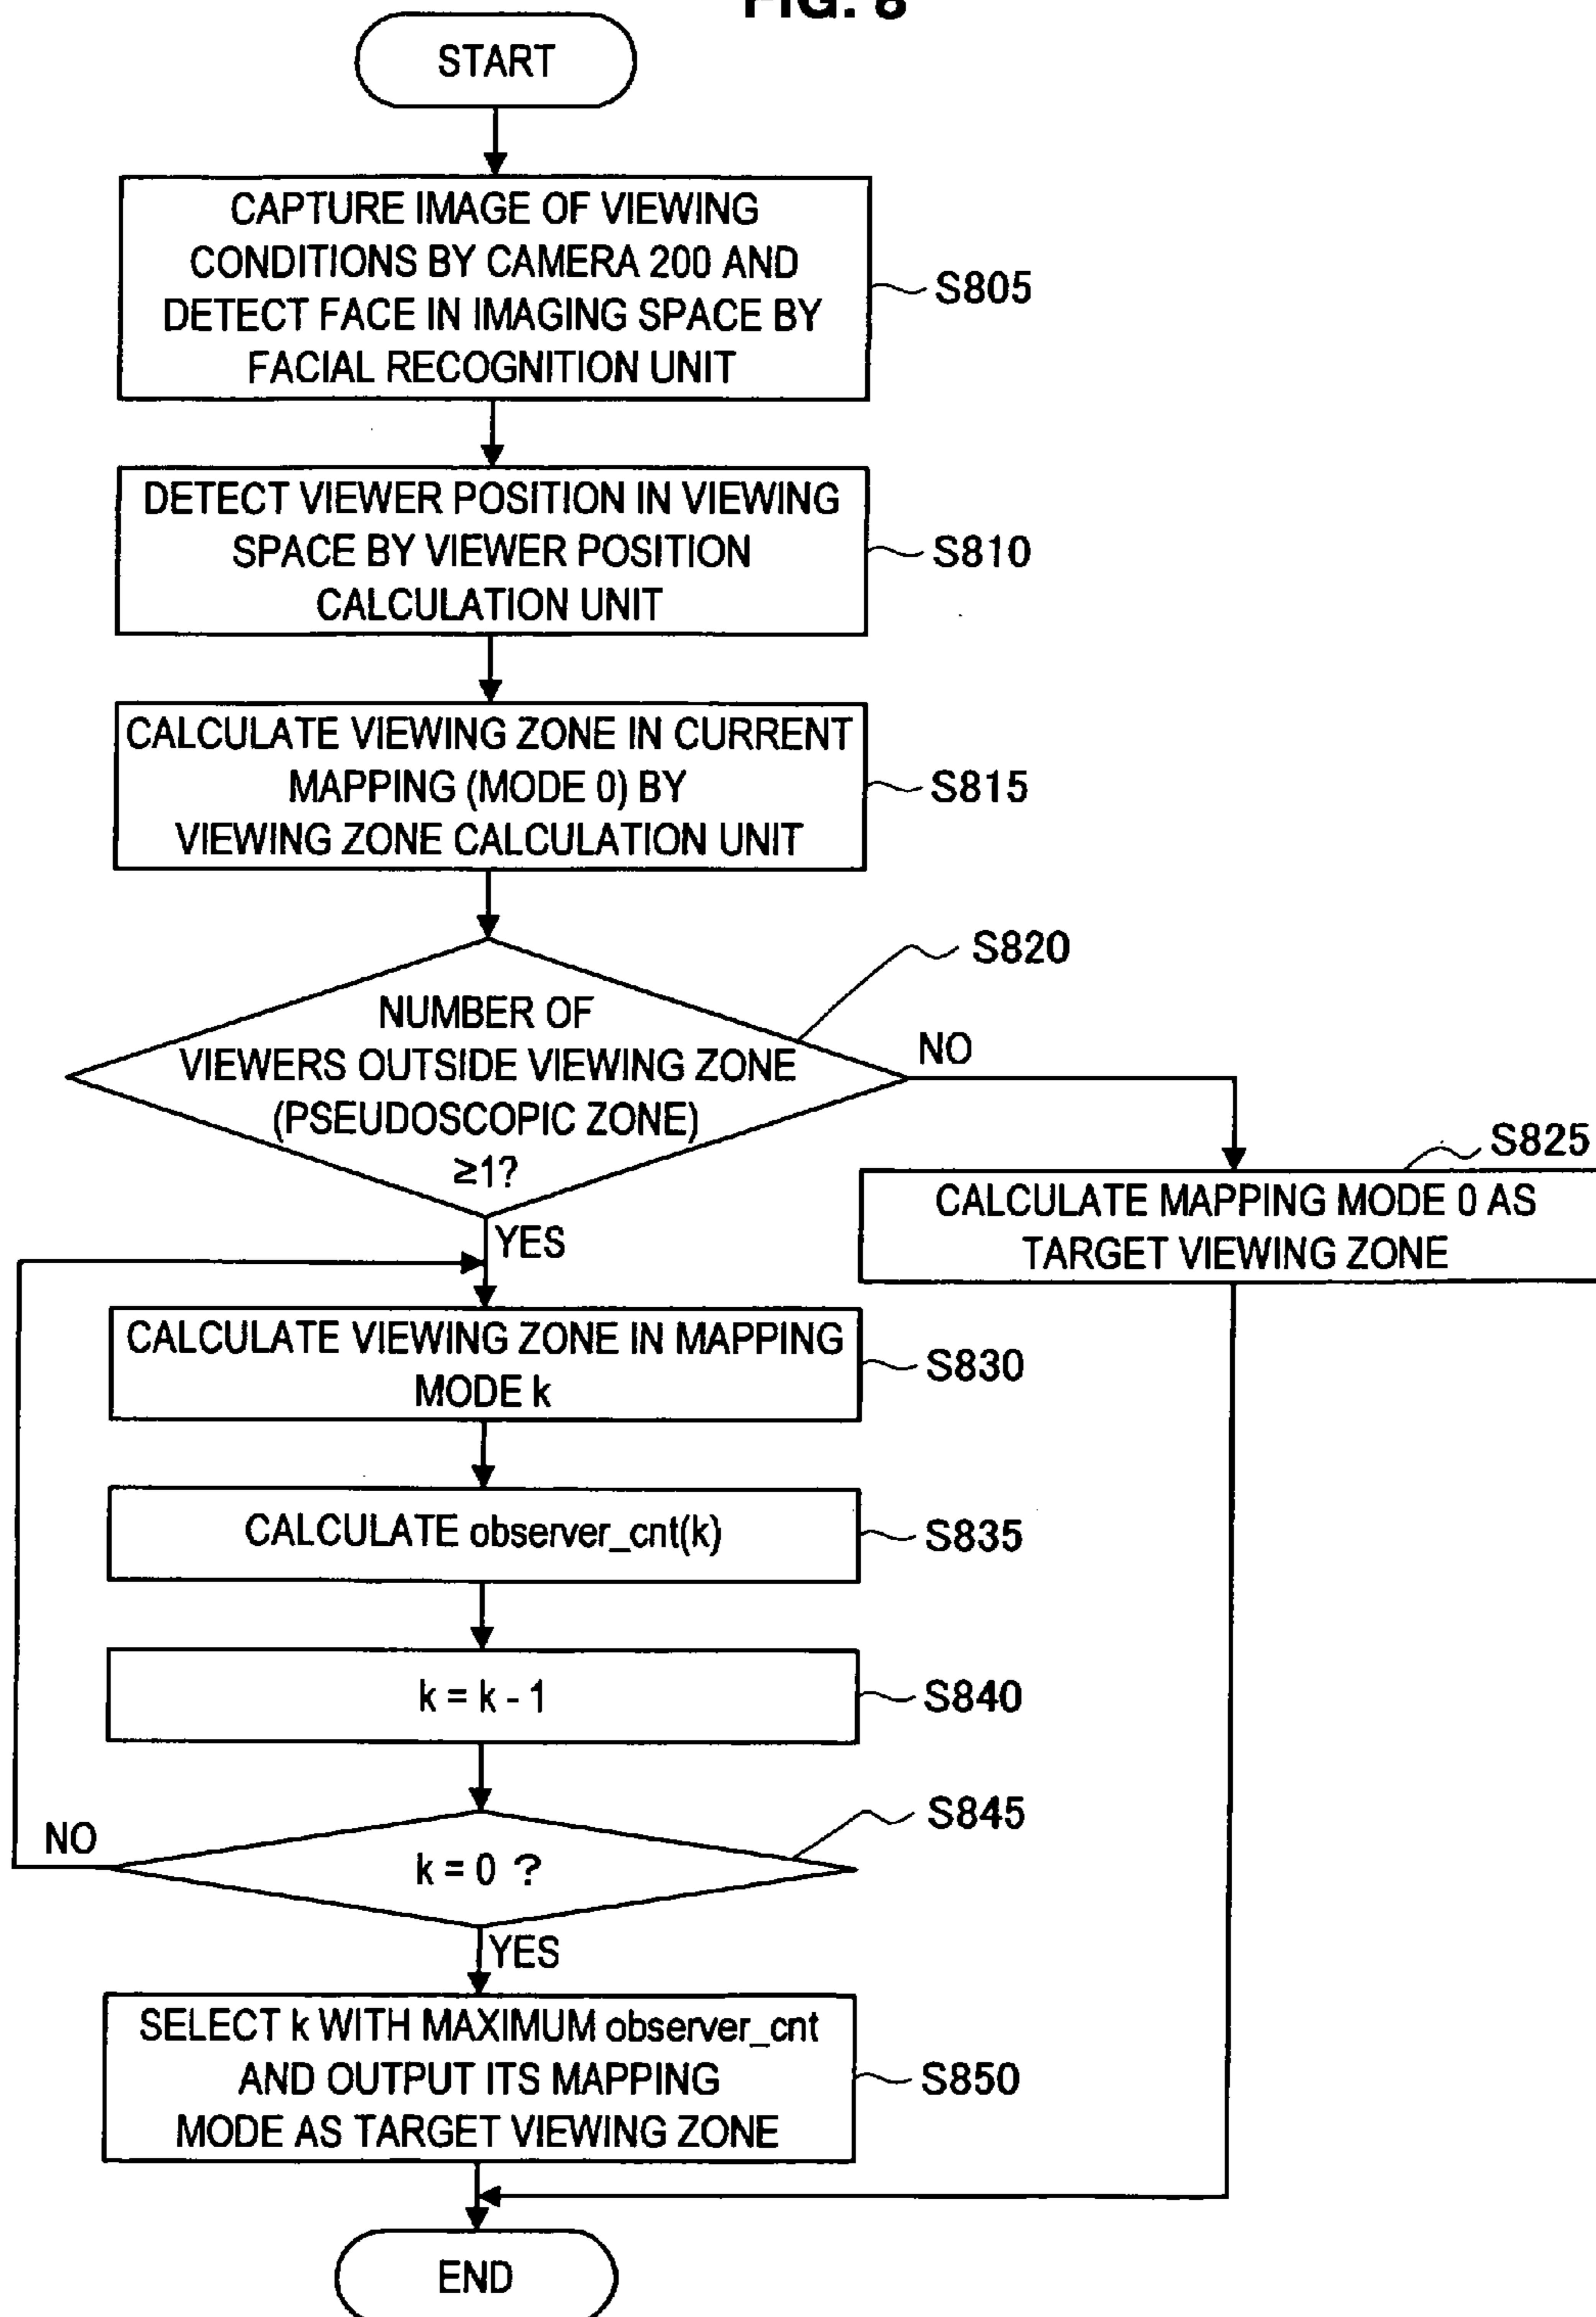 FIG. 8
START
CAPTURE IMAGE OF VIEWING
CONDITIONS BY CAMERA 200 AND
DETECT FACE IN IMAGING SPACE BY
FACIAL RECOGNITION UNIT
S805
DETECT VIEWER POSITION IN VIEWING
SPACE BY VIEWER POSITION
CALCULATION UNIT
S810
CALCULATE VIEWING ZONE IN CURRENT
MAPPING (MODE 0) BY
VIEWING ZONE CALCULATION UNIT
S815
S820
NUMBER OF
VIEWERS OUTSIDE VIEWING ZONE
(PSEUDOSCOPIC ZONE)
≥1?
NO
YES
S825
CALCULATE MAPPING MODE 0 AS
TARGET VIEWING ZONE
CALCULATE VIEWING ZONE IN MAPPING
MODE k
S830
CALCULATE observer_cnt(k)
S835
k = k - 1
S840
S845
k = 0 ?
NO
YES
SELECT k WITH MAXIMUM observer_cnt
AND OUTPUT ITS MAPPING
MODE AS TARGET VIEWING ZONE
S850
END